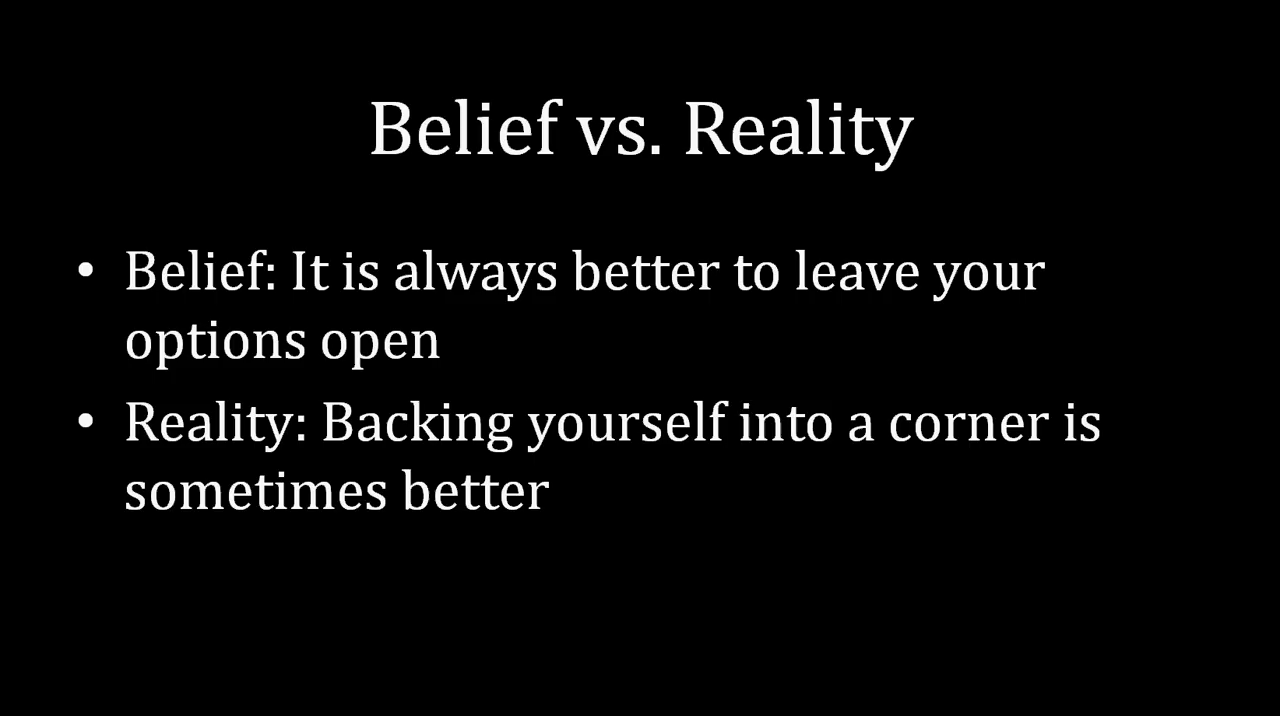 Belief vs. Reality
• Belief: It is always better to leave your
options open
• Reality: Backing yourself into a corner is
sometimes better